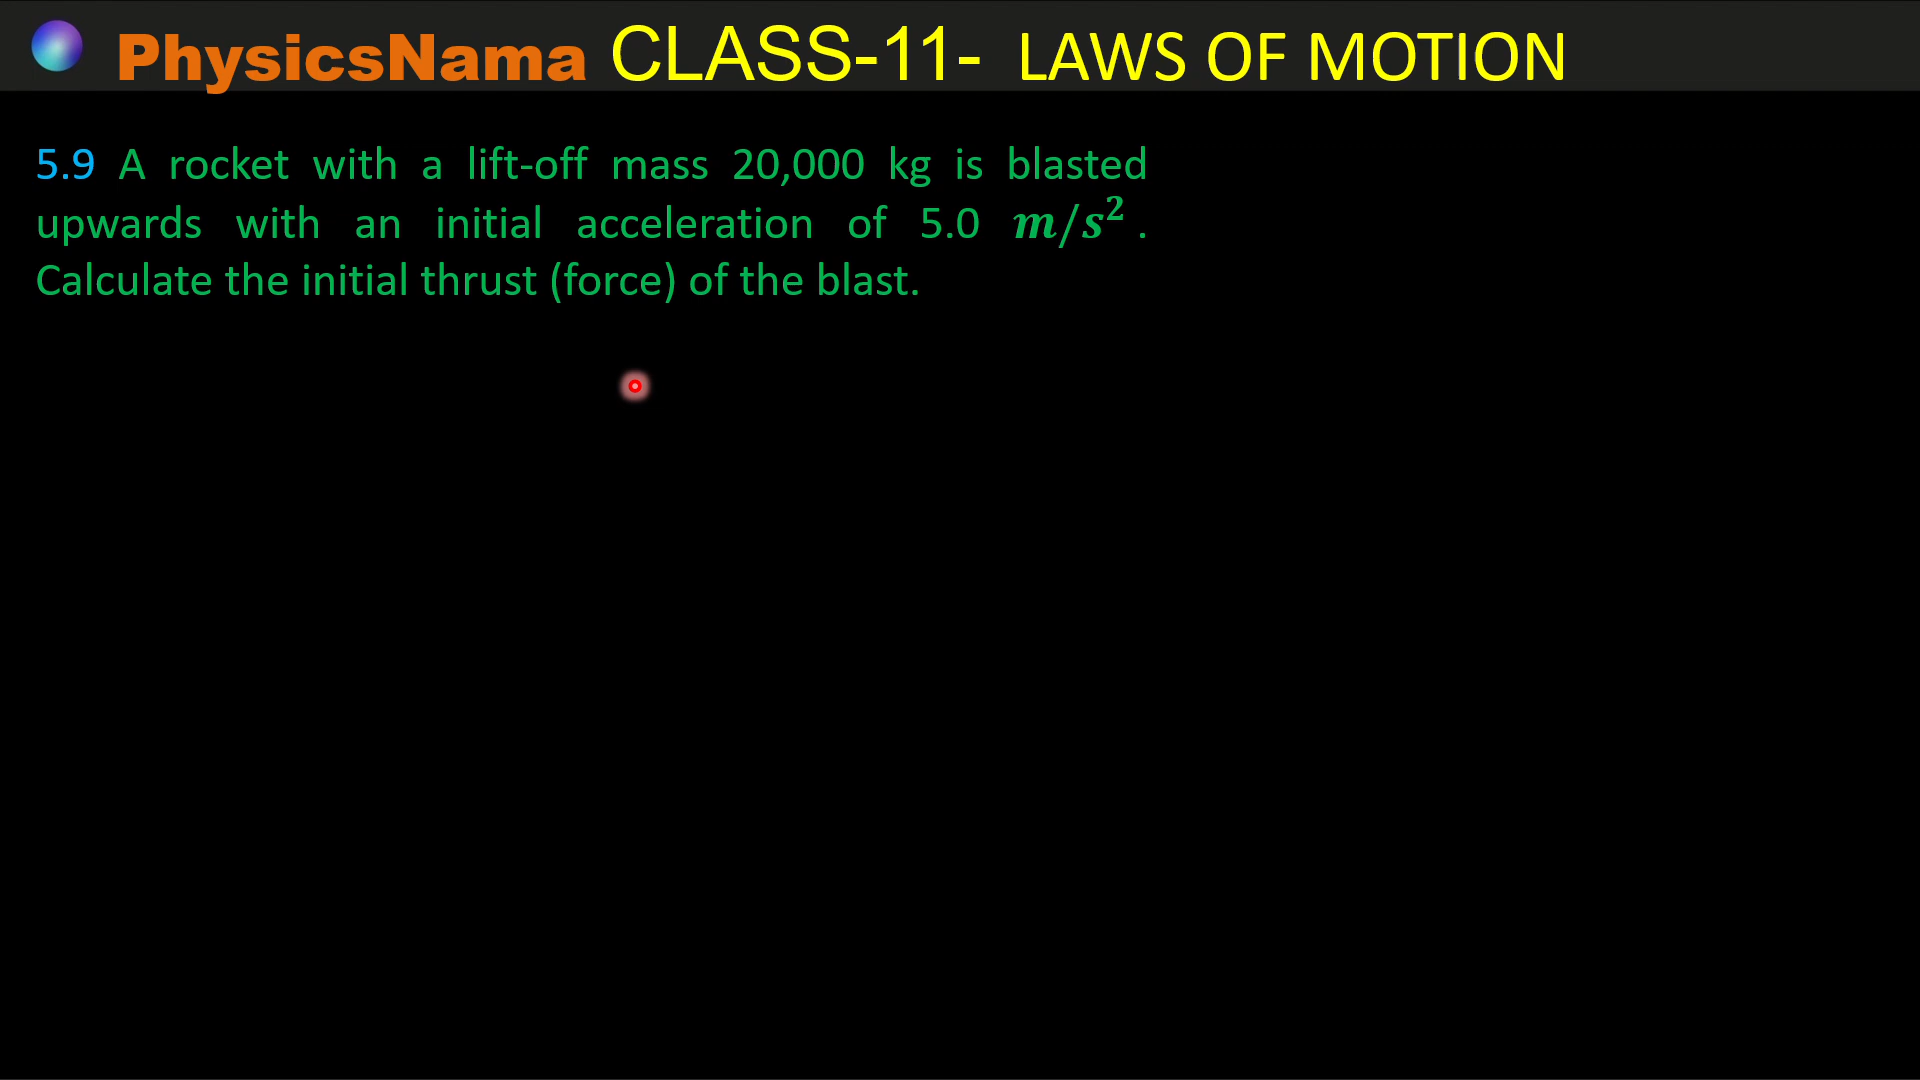 PhysicsNama CLASS-11- LAWS OF MOTION
5.9 A rocket with a lift-off mass 20,000 kg is blasted
upwards with an initial acceleration of 5.0 m/s² .
Calculate the initial thrust (force) of the blast.